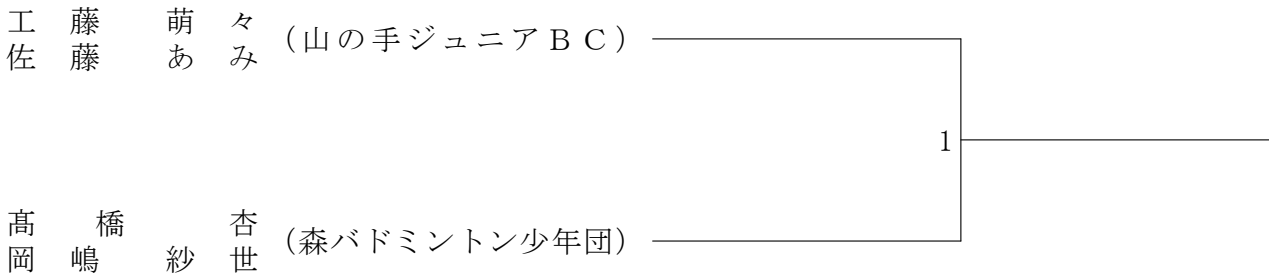 工藤 萌々 (山の手ジュニアＢＣ)
佐藤 あみ
1
髙橋 杏 (森バドミントン少年団)
岡嶋 紗世